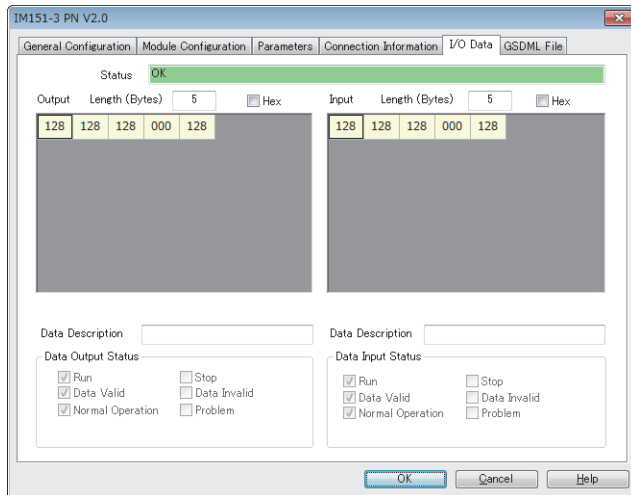 IM151-3 PN V2.0
General Configuration Module Configuration Parameters Connection Information I/O Data GSDML File
Status OK
Output Length (Bytes) 5 Hex Input Length (Bytes) 5 Hex
128 128 128 000 128 128 128 128 000 128
Data Description Data Description
Data Output Status Data Input Status
Run Stop Run Stop
Data Valid Data Invalid Data Valid Data Invalid
Normal Operation Problem Normal Operation Problem
OK Cancel Help